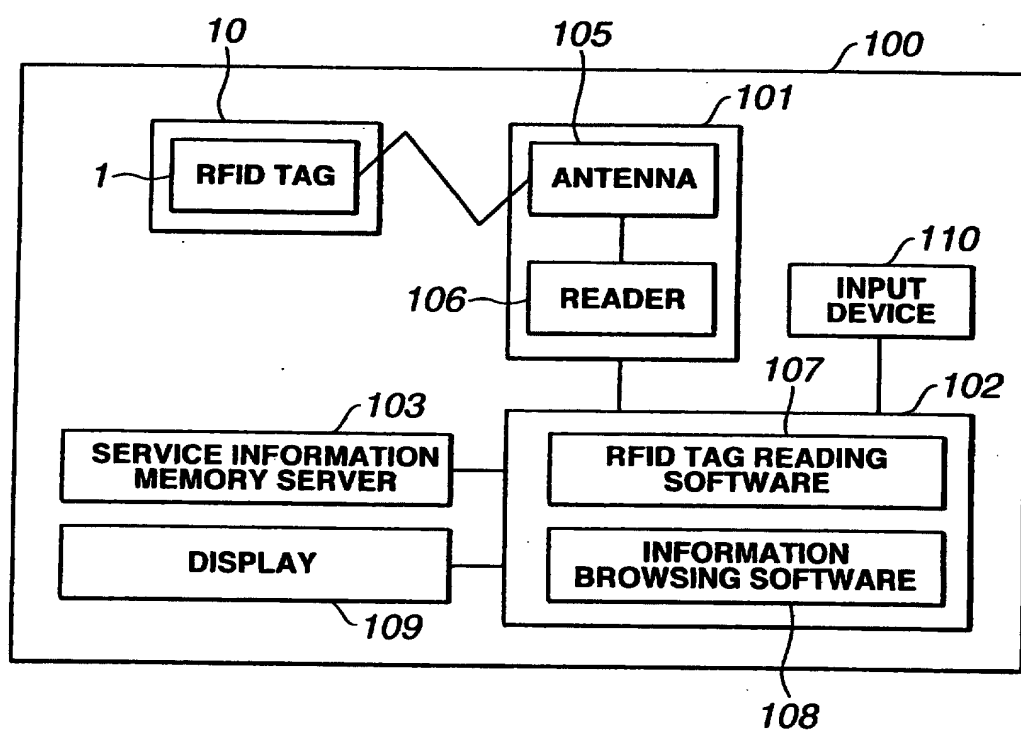 10
105
100
101
1
RFID TAG
ANTENNA
106
READER
110
INPUT
DEVICE
107
102
103
SERVICE INFORMATION
MEMORY SERVER
RFID TAG READING
SOFTWARE
DISPLAY
INFORMATION
BROWSING SOFTWARE
109
108